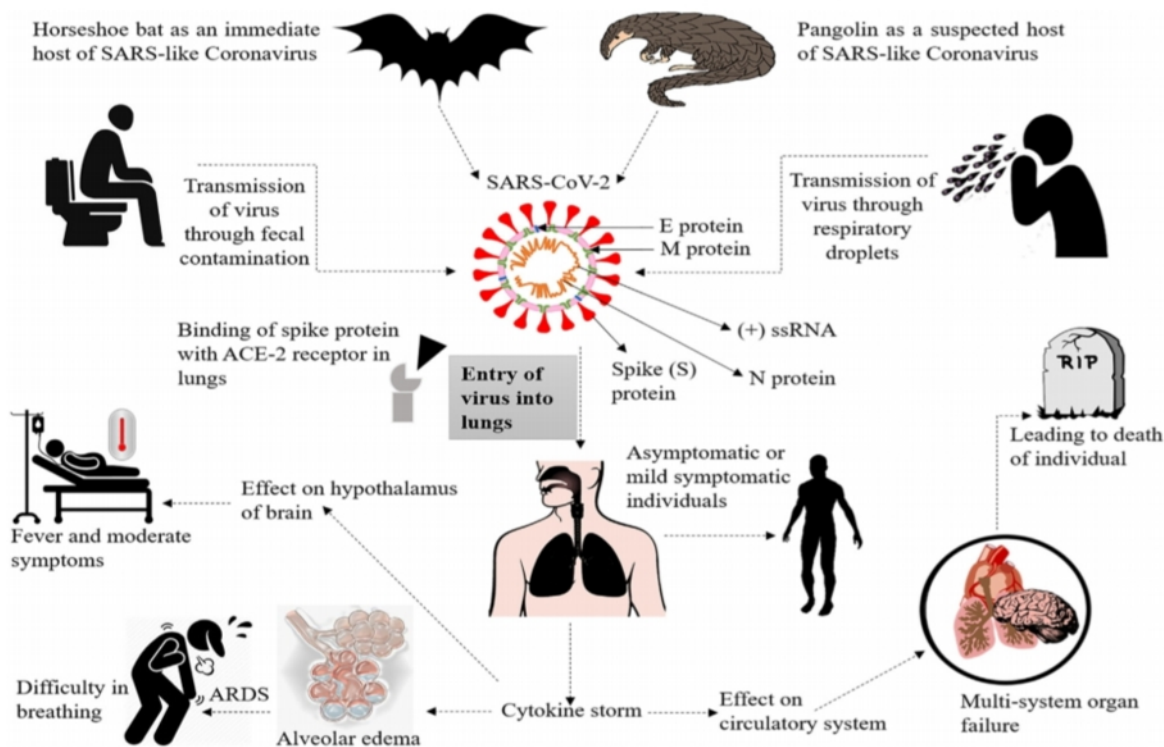 Horseshoe bat as an immediate
host of SARS-like Coronavirus
Pangolin as a suspected host
of SARS-like Coronavirus
Transmission
of virus
through fecal
contamination
SARS-CoV-2
E protein
M protein
Transmission of
virus through
respiratory
droplets
(+) ssRNA
N protein
Spike (S)
protein
Binding of spike protein
with ACE-2 receptor in
lungs
Entry of
virus into
lungs
RIP
Leading to death
of individual
Asymptomatic or
mild symptomatic
individuals
Effect on hypothalamus
of brain
Fever and moderate
symptoms
Difficulty in
breathing
ARDS
Alveolar edema
Cytokine storm
Effect on
circulatory system
Multi-system organ
failure